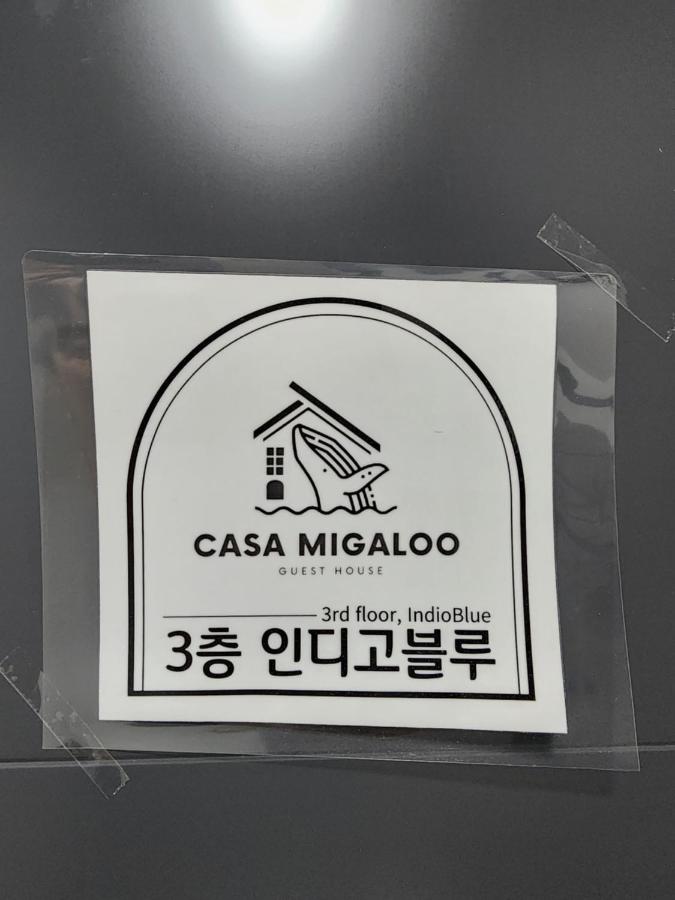 CASA MIGALOO
GUEST HOUSE
3rd floor, IndioBlue
3층 인디고블루